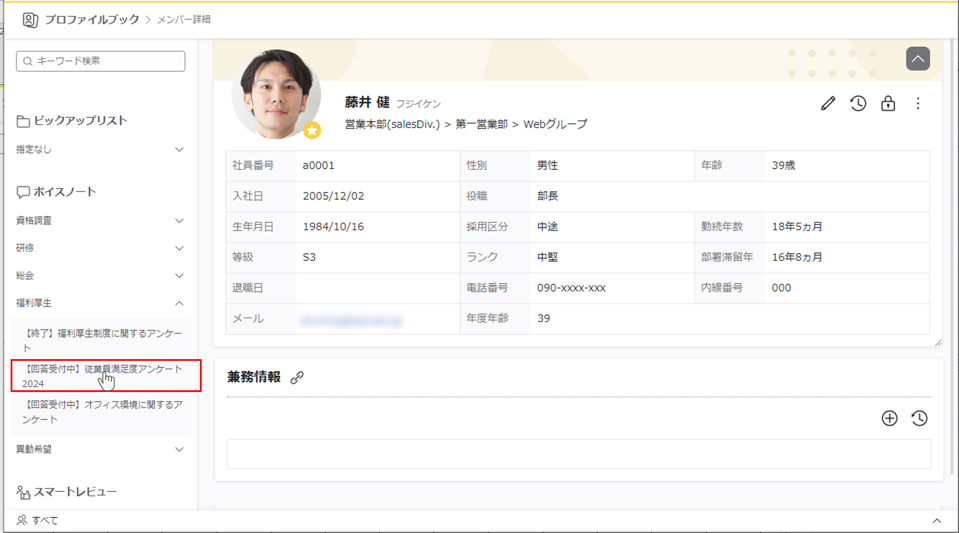 プロファイルブック > メンバー詳細
キーワード検索
ピックアップリスト
指定なし
ボイスノート
資格調査
研修
総会
福利厚生
【終了】福利厚生制度に関するアンケー
ト
【回答受付中】従業員満足度アンケート
2024
【回答受付中】オフィス環境に関するア
ンケート
異動希望
スマートレビュー
すべて
藤井 健 フジイケン
営業本部(salesDiv.) > 第一営業部 > Webグループ
社員番号 a0001 性別 男性 年齢 39歳
入社日 2005/12/02 役職 部長
生年月日 1984/10/16 採用区分 中途 勤続年数 18年5ヵ月
等級 S3 ランク 中堅 部署滞留年 16年8ヵ月
退職日 電話番号 090-xxxx-xxx 内線番号 000
メール 年度年齢 39
兼務情報